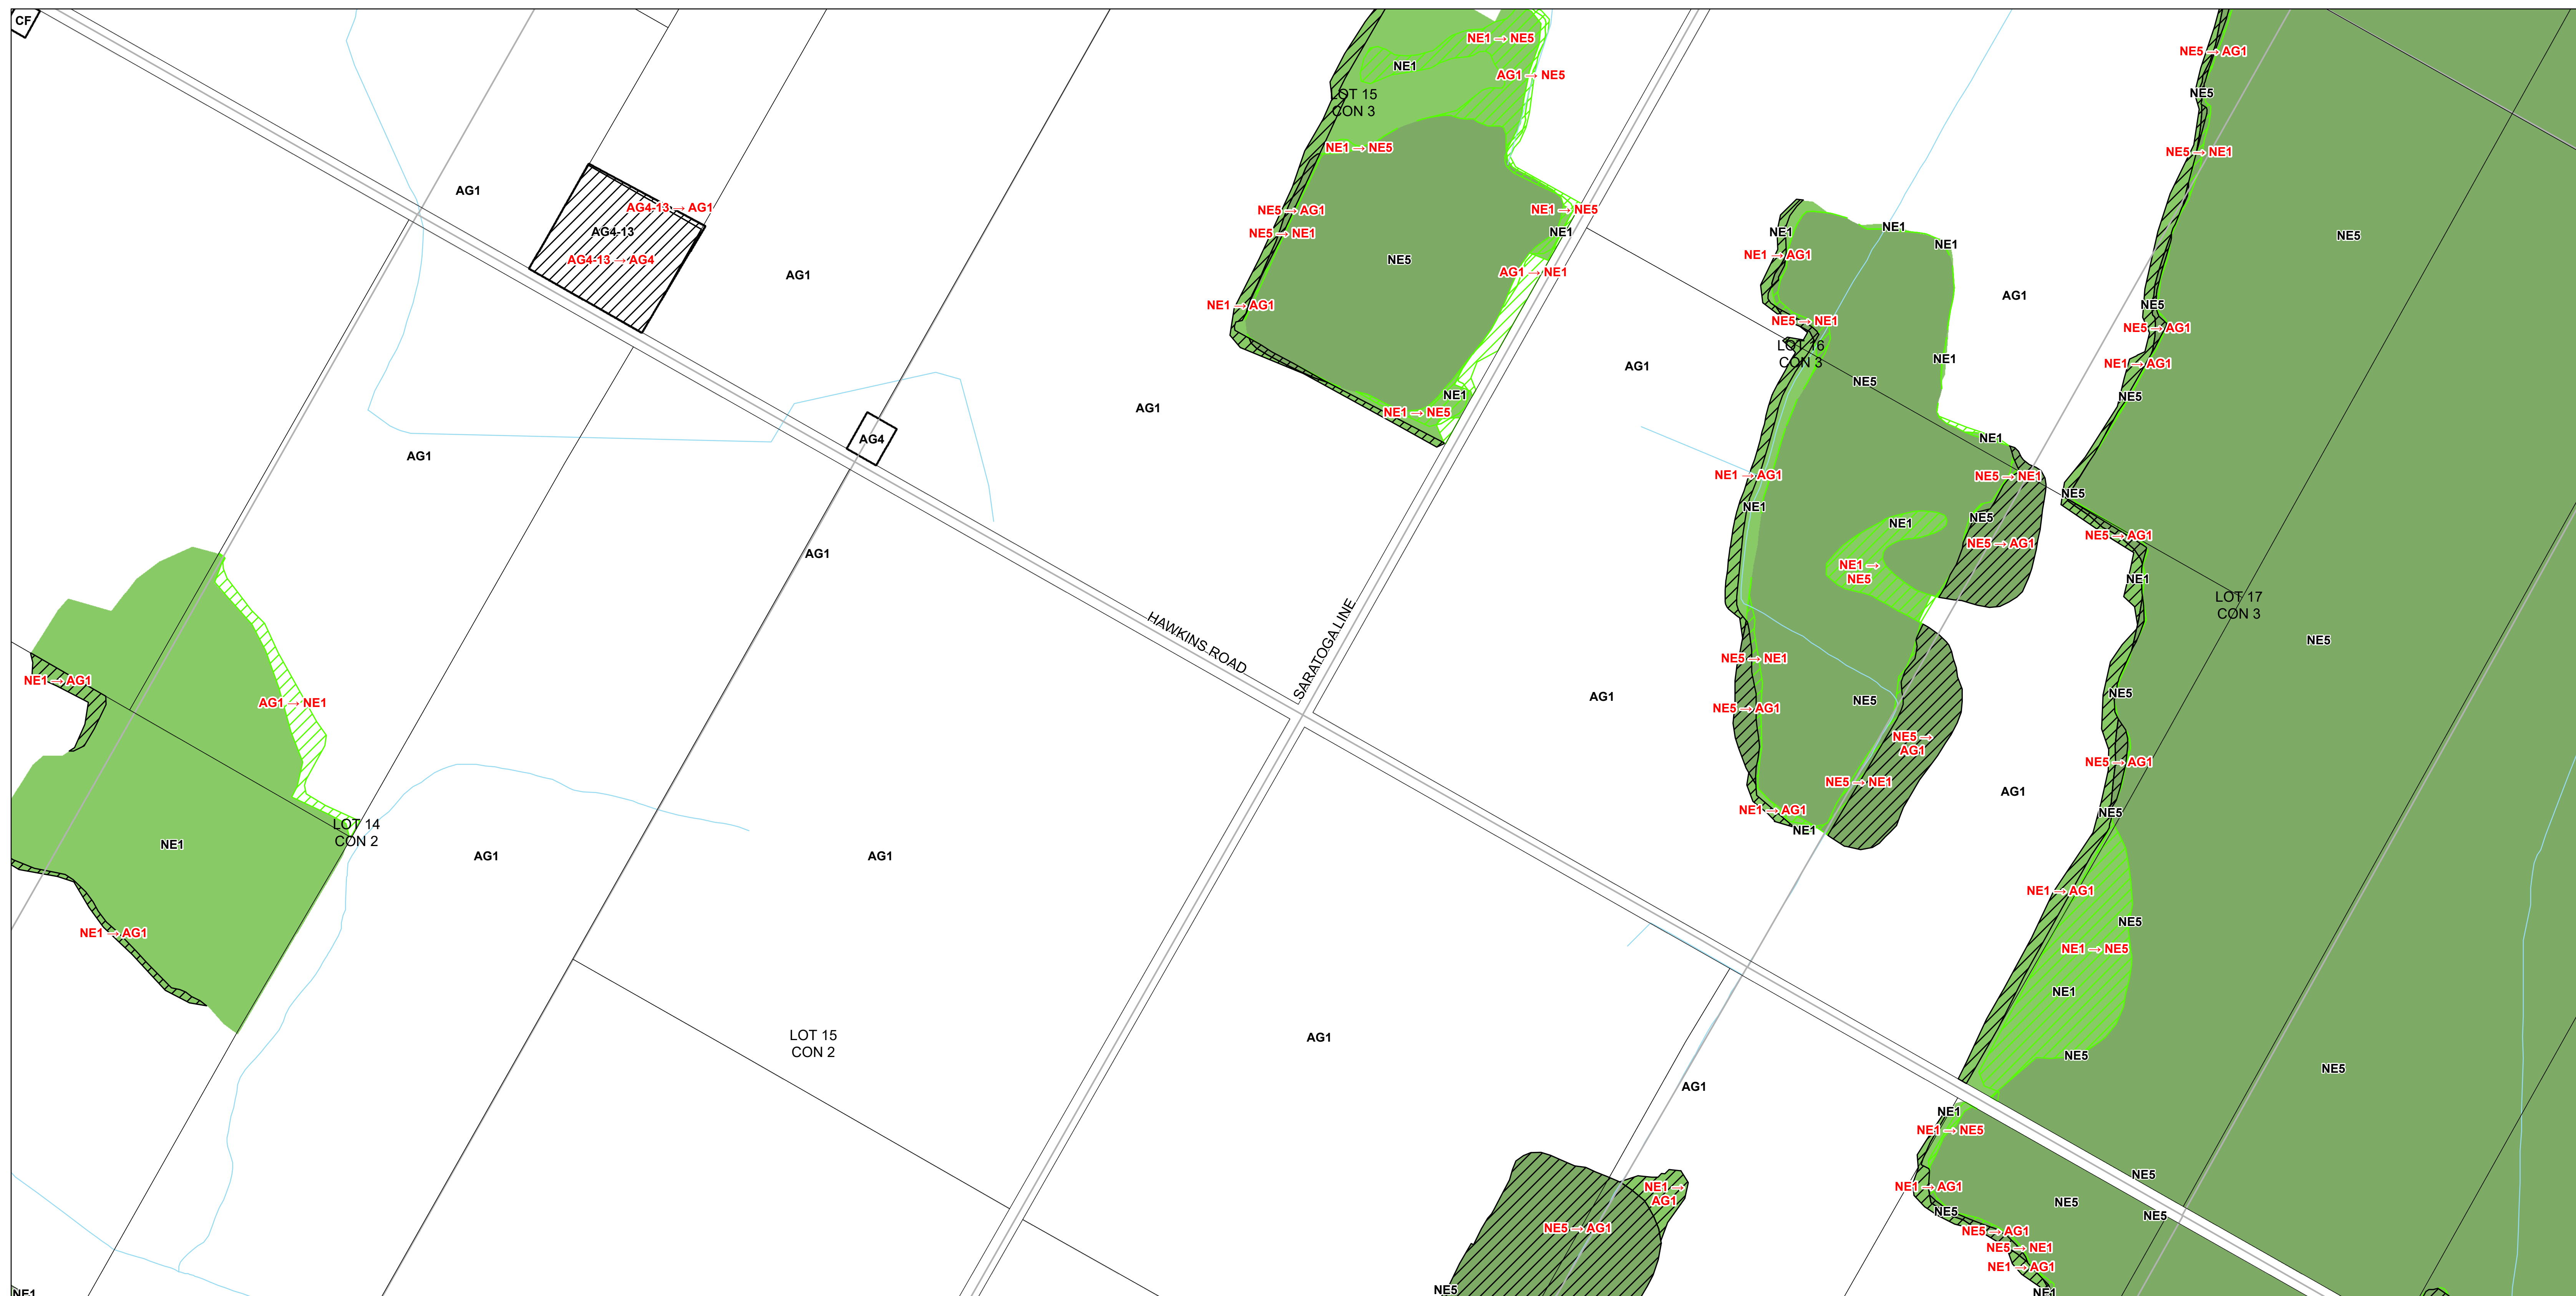 CF
NE1 → NE5
NE5 → AG1
NE1
AG1 → NE5
NE5
LOT 15
CON 3
NE1 → NE5
NE5 → NE1
AG1
AG4-13 → AG1
NE5 → AG1
NE1 → NE5
AG4-13
NE5 → NE1
NE1
NE1
NE1
NE5
AG4-13 → AG4
NE5
NE1 → AG1
NE1
AG1
AG1 → NE1
AG1
NE1 → AG1
NE5
NE5 → NE1
NE5 → AG1
LOT 16
CON 3
AG1
NE1
NE1 → AG1
NE5
NE1
NE5
AG1
NE1 → NE5
AG4
NE1
AG1
NE1 → AG1
NE5 → NE1
NE5
NE1
NE1
NE5
NE5 → AG1
AG1
NE5 → AG1
NE1 →
NE5
NE1
LOT 17
CON 3
HAWKINS ROAD
SARATOGA LINE
NE5
NE5 → NE1
NE1 → AG1
AG1
NE5
NE5
AG1 → NE1
NE5 → AG1
NE5 →
AG1
NE5 → AG1
NE5 → NE1
AG1
NE1 → AG1
NE5
LOT 14
CON 2
NE1
NE1
AG1
AG1
NE1 → AG1
NE5
NE1 → AG1
NE1 → NE5
NE1
LOT 15
CON 2
AG1
NE5
NE5
AG1
NE1
NE1 → NE5
NE5
NE1 →
AG1
NE1 → AG1
NE5
NE5
NE5
NE5 → AG1
NE5 → AG1
NE5 → NE1
NE1 → AG1
NE1
NE5
NE1